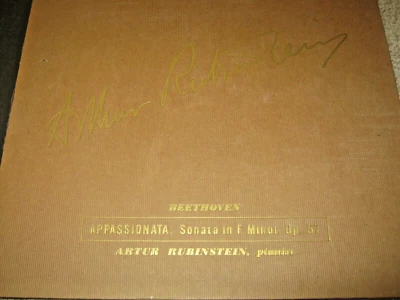 Arthur Rubinstein
BEETHOVEN
APPASSIONATA, Sonata in F Minor, Op. 57
ARTUR RUBINSTEIN, pianist